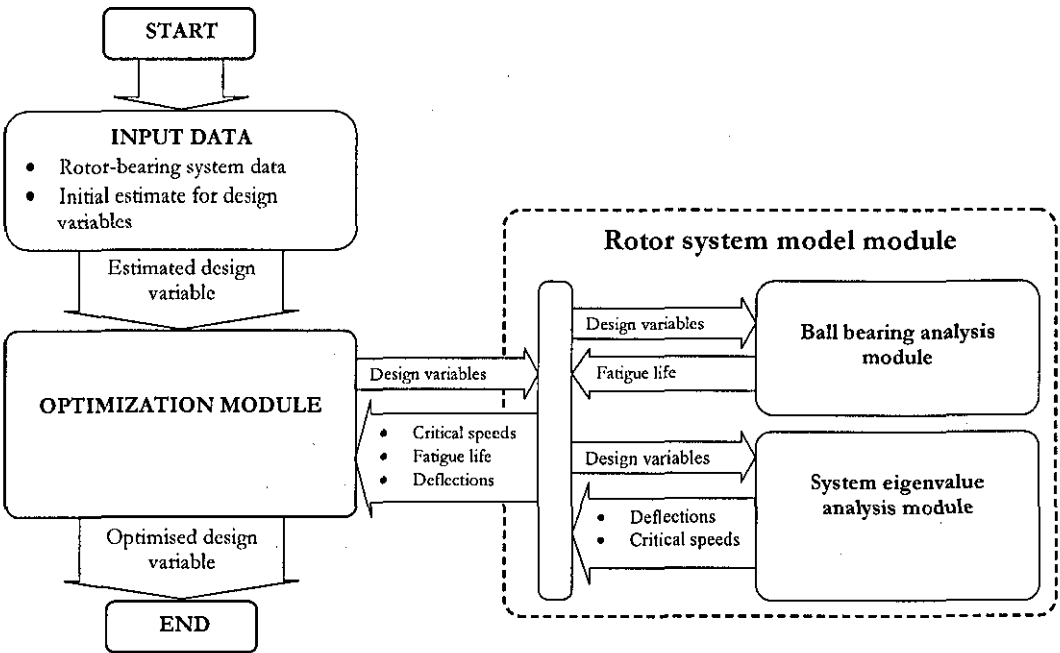 START
INPUT DATA
• Rotor-bearing system data
• Initial estimate for design
variables
Estimated design
variable
OPTIMIZATION MODULE
Optimised design
variable
END
Design variables
• Critical speeds
• Fatigue life
• Deflections
Rotor system model module
Design variables
Fatigue life
Ball bearing analysis
module
Design variables
• Deflections
• Critical speeds
System eigenvalue
analysis module